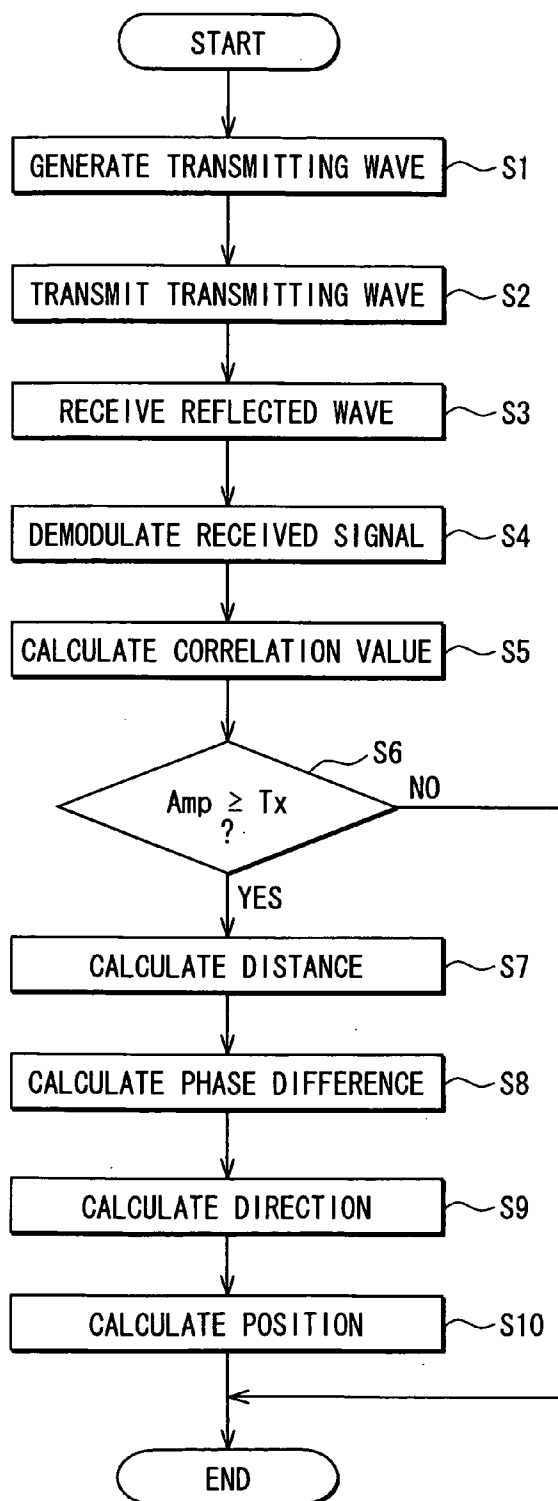 START
GENERATE TRANSMITTING WAVE S1
TRANSMIT TRANSMITTING WAVE S2
RECEIVE REFLECTED WAVE S3
DEMODULATE RECEIVED SIGNAL S4
CALCULATE CORRELATION VALUE S5
S6
Amp ≥ Tx NO
?
YES
CALCULATE DISTANCE S7
CALCULATE PHASE DIFFERENCE S8
CALCULATE DIRECTION S9
CALCULATE POSITION S10
END